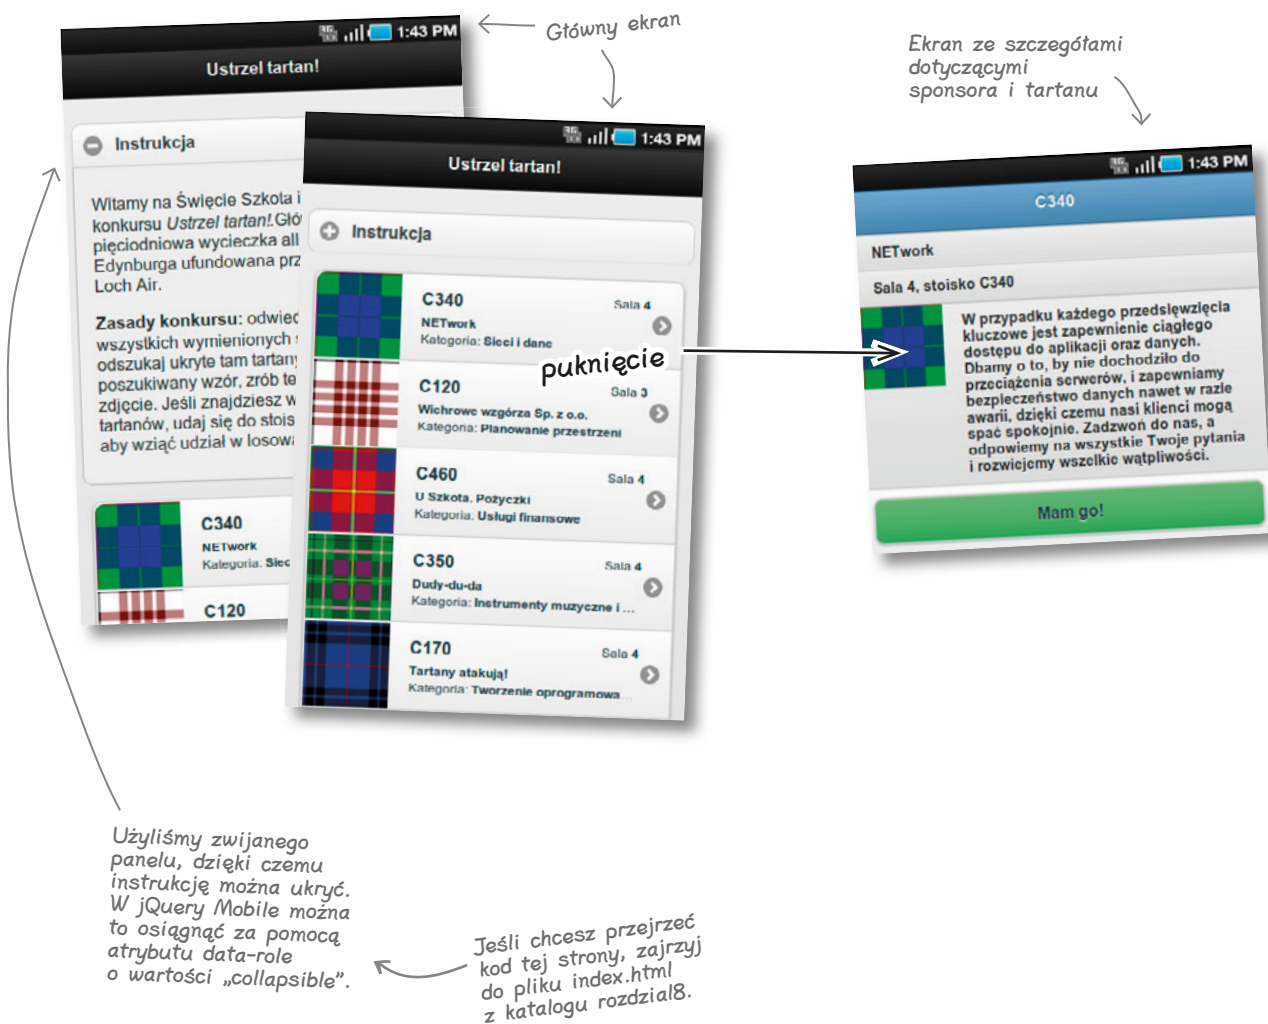 Główny ekran
Ekran ze szczegółami
dotyczącymi
sponsora i tartanu
1:43 PM
Ustrzel tartan!
Instrukcja
Witamy na Święcie Szkota i
konkursu Ustrzel tartan!.Głów
pięciodniowa wycieczka all
Edynburga ufundowana prz
Loch Air.
Zasady konkursu: odwied
wszystkich wymienionych s
odszukaj ukryte tam tartany
poszukiwany wzór, zrób te
zdjęcie. Jeśli znajdziesz w
tartanów, udaj się do stois
aby wziąć udział w losowa
C340
NETwork
Kategoria: Siec
C120
1:43 PM
Ustrzel tartan!
Instrukcja
C340 Sala 4
NETwork
Kategoria: Sieci i dane
puknięcie
C120 Sala 3
Wichrowe wzgórza Sp. z o.o.
Kategoria: Planowanie przestrzeni
C460 Sala 4
U Szkota. Pożyczki
Kategoria: Usługi finansowe
C350 Sala 4
Dudy-du-da
Kategoria: Instrumenty muzyczne i ...
C170 Sala 4
Tartany atakują!
Kategoria: Tworzenie oprogramowa...
1:43 PM
C340
NETwork
Sala 4, stoisko C340
W przypadku każdego przedsięwzięcia
kluczowe jest zapewnienie ciągłego
dostępu do aplikacji oraz danych.
Dbamy o to, by nie dochodziło do
przeciążenia serwerów, i zapewniamy
bezpieczeństwo danych nawet w razie
awarii, dzięki czemu nasi klienci mogą
spać spokojnie. Zadzwoń do nas, a
odpowiemy na wszystkie Twoje pytania
i rozwiejemy wszelkie wątpliwości.
Mam go!
Użyliśmy zwijanego
panelu, dzięki czemu
instrukcję można ukryć.
W jQuery Mobile można
to osiągnąć za pomocą
atrybutu data-role
o wartości „collapsible”.
Jeśli chcesz przejrzeć
kod tej strony, zajrzyj
do pliku index.html
z katalogu rozdzial8.